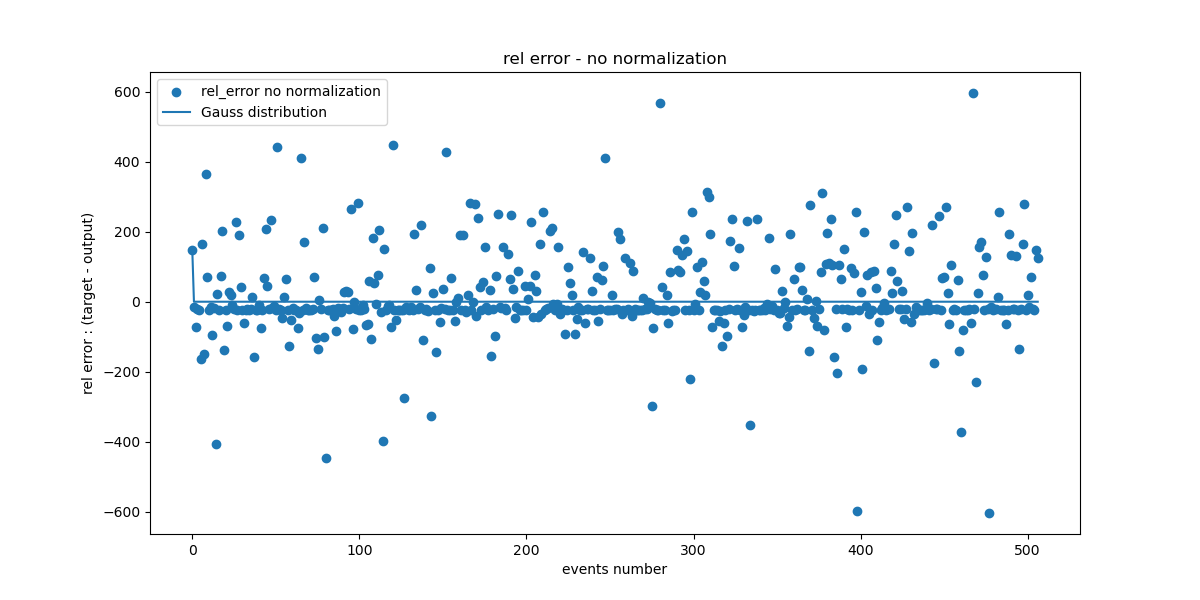 rel error - no normalization
rel_error no normalization
Gauss distribution
rel error : (target - output)
600
400
200
0
−200
−400
−600
0 100 200 300 400 500
events number